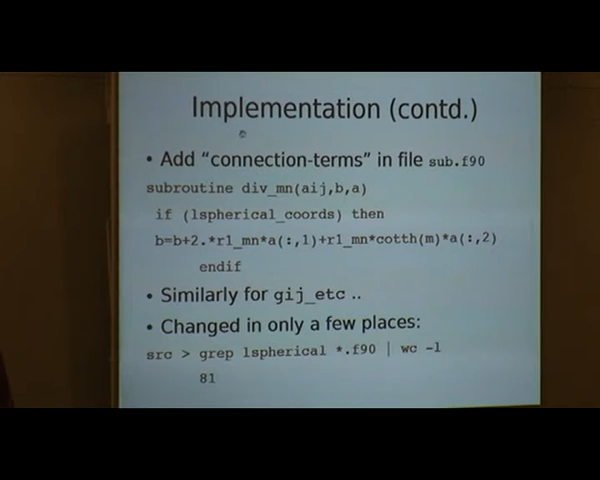 Implementation (contd.)
• Add “connection-terms” in file sub.f90
subroutine div_mn(aij,b,a)
if (lspherical_coords) then
b=b+2.*r1_mn*a(:,1)+r1_mn*cotth(m)*a(:,2)
endif
• Similarly for gij_etc ..
• Changed in only a few places:
src > grep lspherical *.f90 | wc -l
81